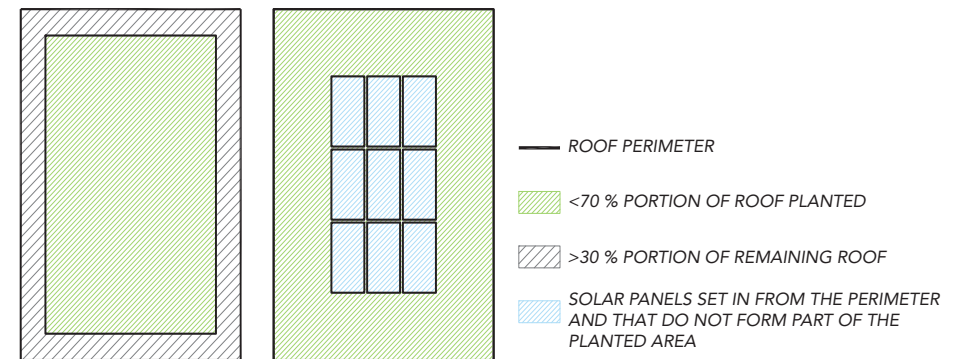 ROOF PERIMETER
<70 % PORTION OF ROOF PLANTED
>30 % PORTION OF REMAINING ROOF
SOLAR PANELS SET IN FROM THE PERIMETER
AND THAT DO NOT FORM PART OF THE
PLANTED AREA